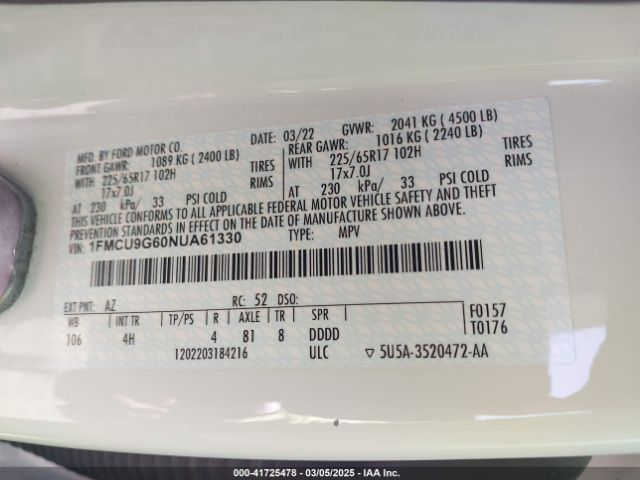 MFD. BY FORD MOTOR CO.
DATE: 03/22 GVWR: 2041 KG ( 4500 LB)
FRONT GAWR: 1089 KG ( 2400 LB) REAR GAWR: 1016 KG ( 2240 LB)
WITH 225/65R17 102H TIRES WITH 225/65R17 102H TIRES
17x7.0J RIMS 17x7.0J RIMS
AT 230 kPa/ 33 PSI COLD AT 230 kPa/ 33 PSI COLD
THIS VEHICLE CONFORMS TO ALL APPLICABLE FEDERAL MOTOR VEHICLE SAFETY AND THEFT
PREVENTION STANDARDS IN EFFECT ON THE DATE OF MANUFACTURE SHOWN ABOVE.
VIN: 1FMCU9G60NUA61330 TYPE: MPV
EXT PNT: AZ RC: 52 DSO: F0157
WB INT TR TP/PS R AXLE TR SPR T0176
106 4H 4 81 8 DDDD
1202203184216 ULC ▽ 5U5A-3520472-AA
000-41725478 - 03/05/2025 - IAA Auctions